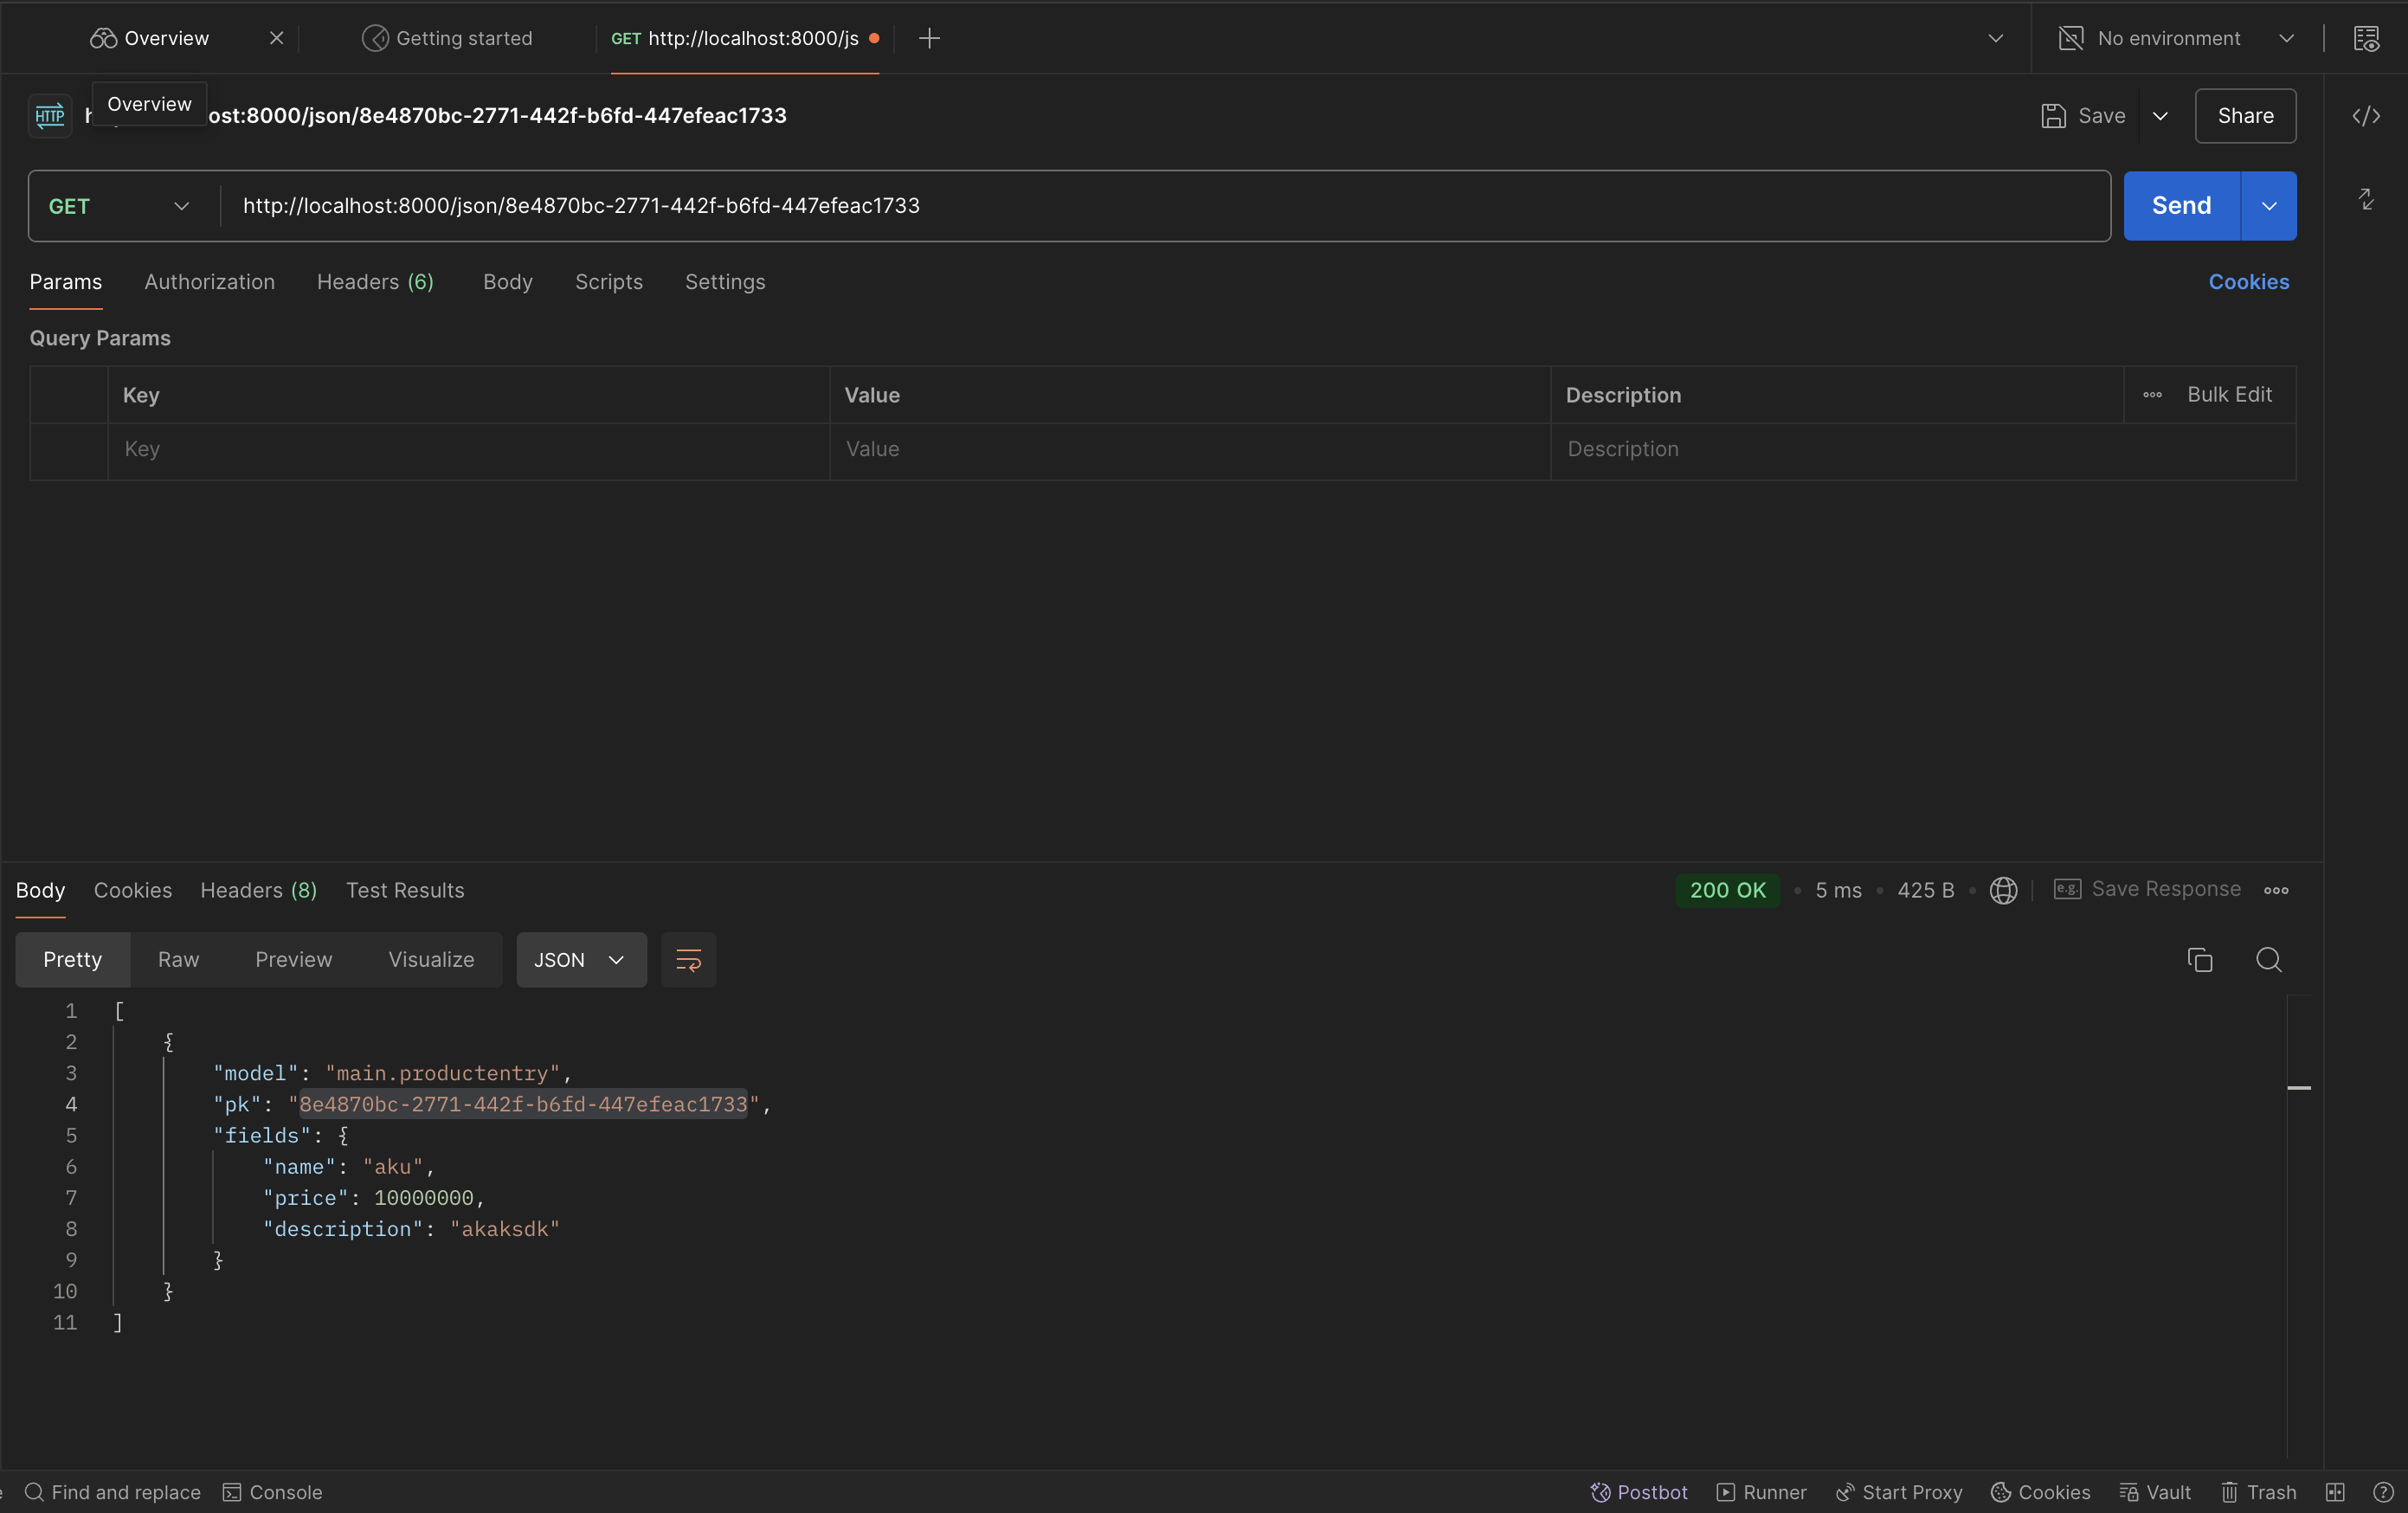 Overview
Getting started
GET http://localhost:8000/js
No environment
HTTP
Overview
ost:8000/json/8e4870bc-2771-442f-b6fd-447efeac1733
Save
Share
GET
http://localhost:8000/json/8e4870bc-2771-442f-b6fd-447efeac1733
Send
Params Authorization Headers (6) Body Scripts Settings
Cookies
Query Params
Key Value Description Bulk Edit
Key Value Description
Body Cookies Headers (8) Test Results
200 OK • 5 ms • 425 B •
e.g. Save Response
Pretty Raw Preview Visualize JSON
1 [
2 {
3 "model": "main.productentry",
4 "pk": "8e4870bc-2771-442f-b6fd-447efeac1733",
5 "fields": {
6 "name": "aku",
7 "price": 10000000,
8 "description": "akaksdk"
9 }
10 }
11 ]
Find and replace Console
Postbot Runner Start Proxy Cookies Vault Trash